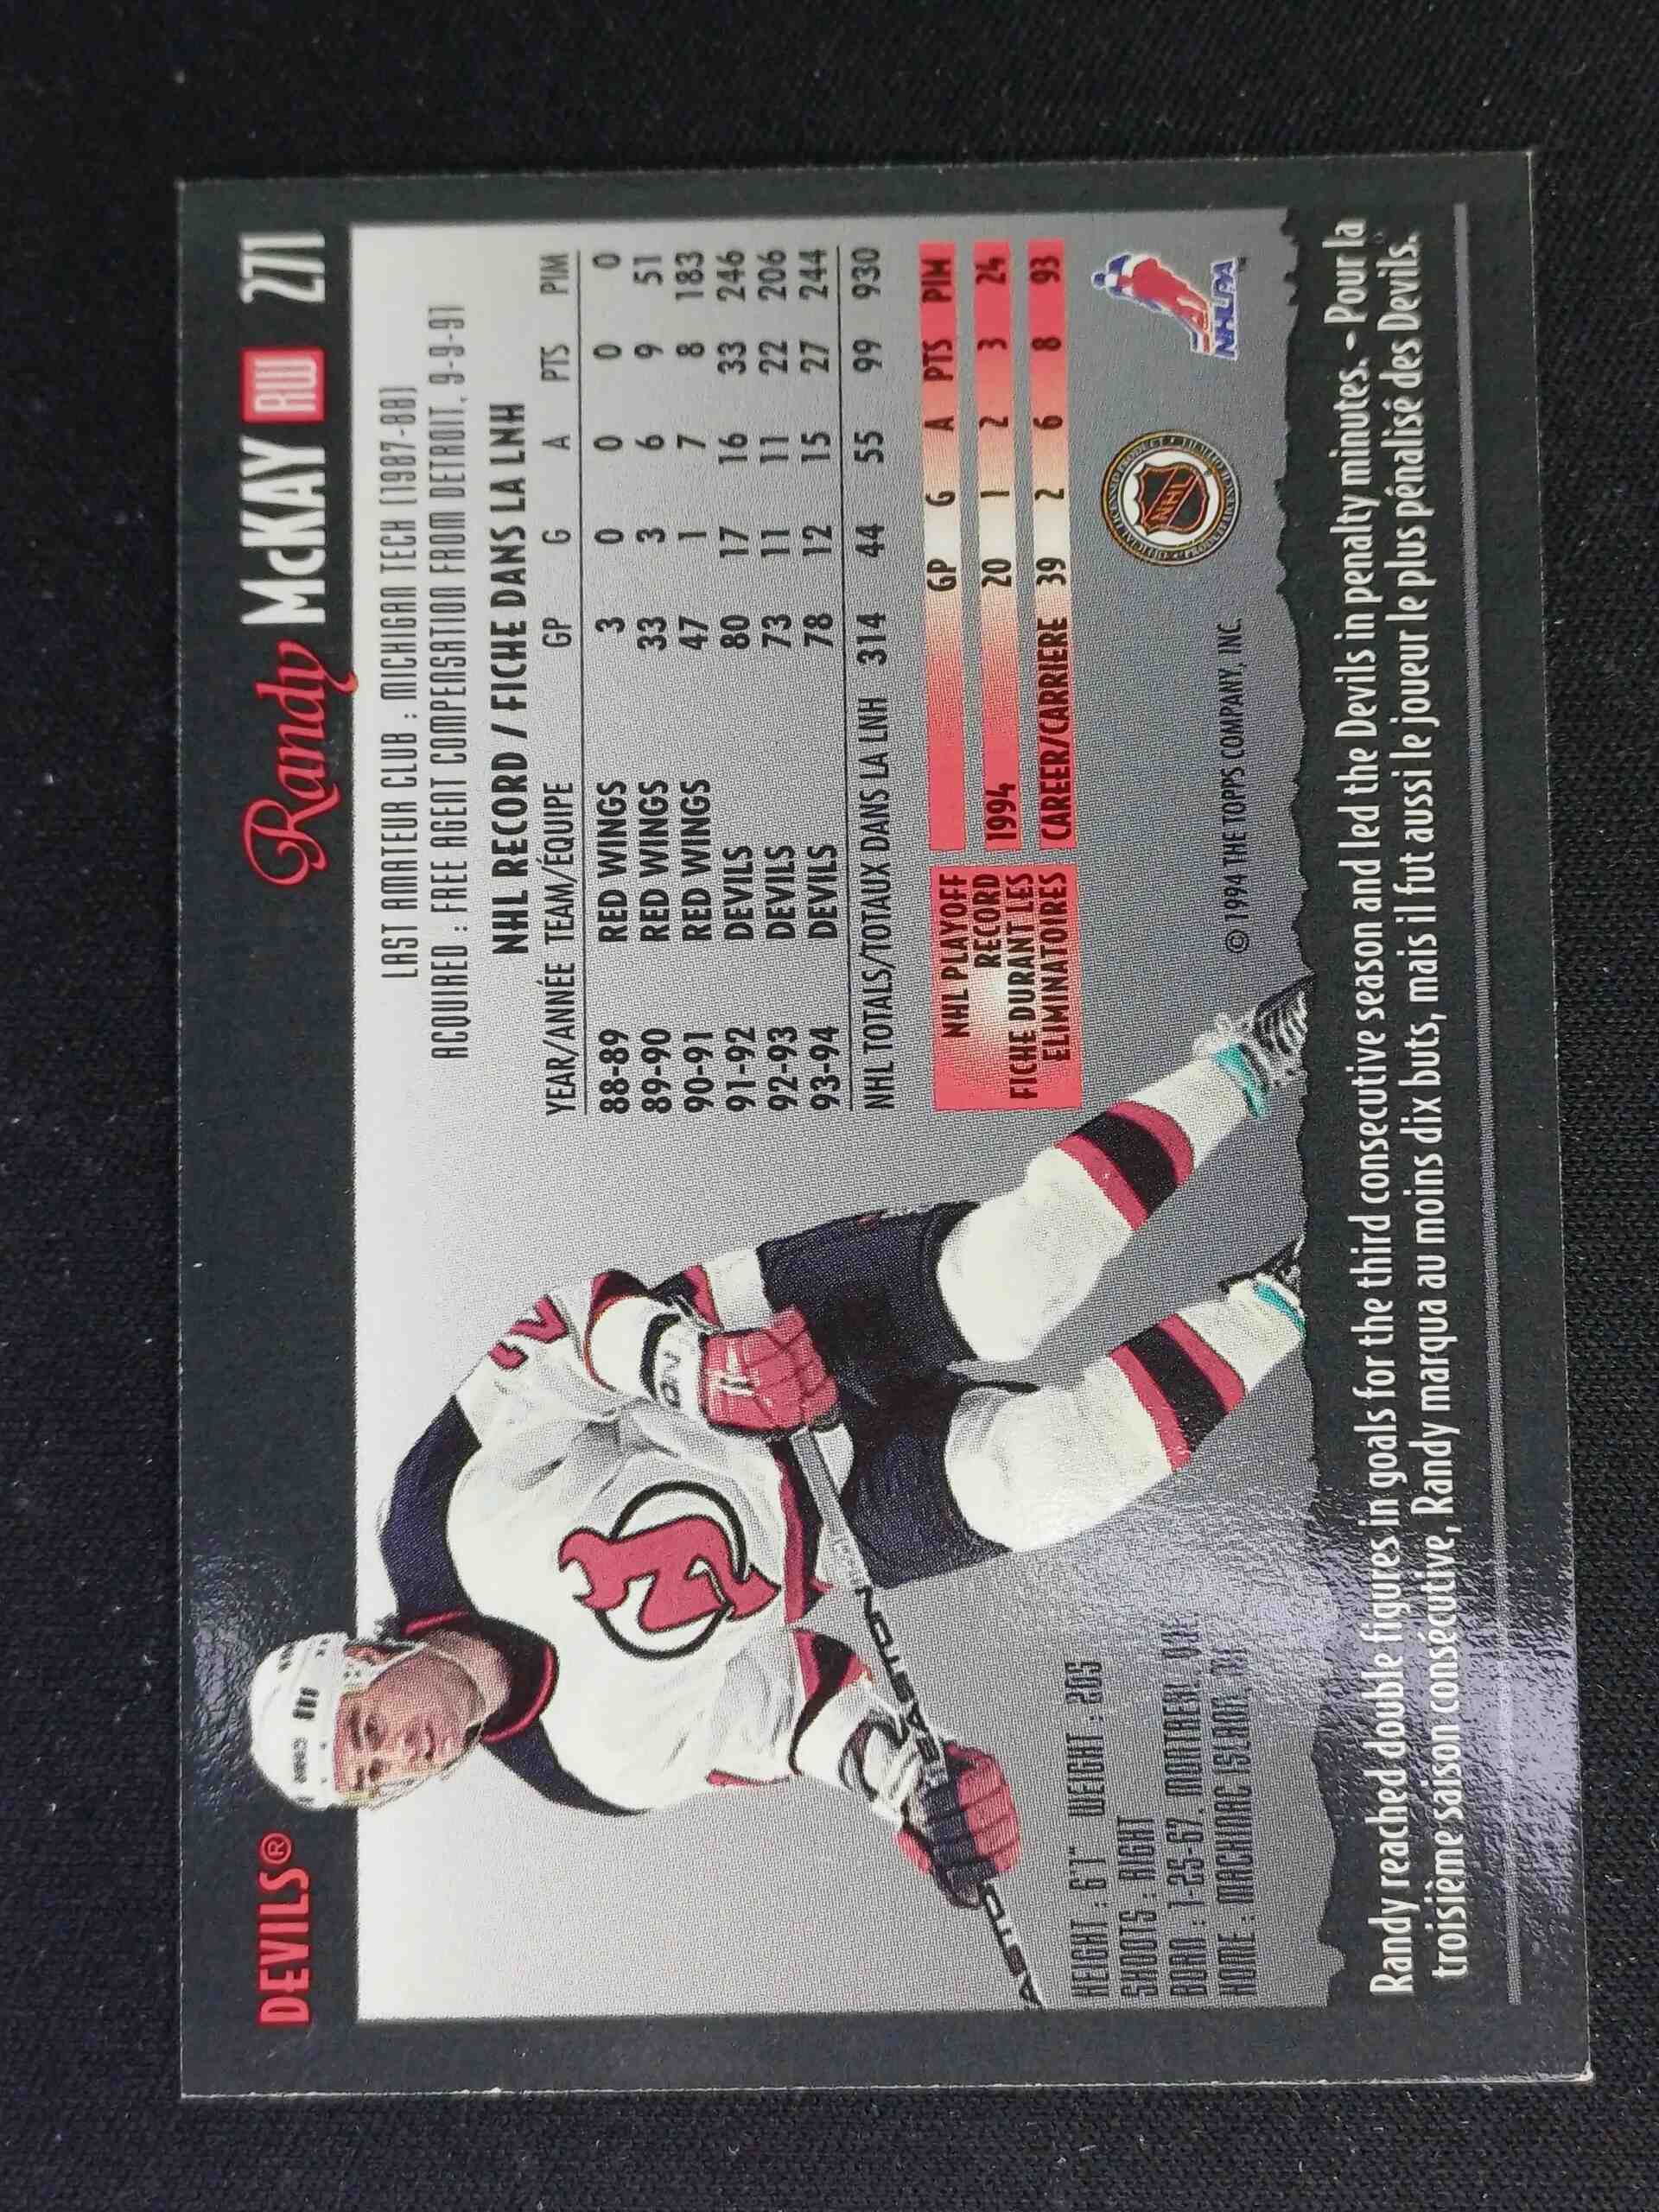 DEVILS® Randy McKAY RW 271
LAST AMATEUR CLUB : MICHIGAN TECH (1987-88)
ACQUIRED : FREE AGENT COMPENSATION FROM DETROIT, 9-9-91
NHL RECORD / FICHE DANS LA LNH
YEAR/ANNÉE TEAM/ÉQUIPE GP G A PTS PIM
88-89 RED WINGS 3 0 0 0 0
89-90 RED WINGS 33 3 6 9 51
90-91 RED WINGS 47 1 7 8 183
91-92 DEVILS 80 17 16 33 246
92-93 DEVILS 73 11 11 22 206
93-94 DEVILS 78 12 15 27 244
NHL TOTALS/TOTAUX DANS LA LNH 314 44 55 99 930
NHL PLAYOFF
RECORD
FICHE DURANT LES
ELIMINATOIRES
GP G A PTS PIM
1994 20 1 2 3 24
CAREER/CARRIERE 39 2 6 8 93
HEIGHT : 6'1" WEIGHT : 205
SHOOTS : RIGHT
BORN : 1-25-67, MONTREAL,
HOME : MACKINAC ISLAND,
© 1994 THE TOPPS COMPANY, INC.
NHL
NHLPA
EASTON
Randy reached double figures in goals for the third consecutive season and led the Devils in penalty minutes. - Pour la
troisième saison consécutive, Randy marqua au moins dix buts, mais il fut aussi le joueur le plus pénalisé des Devils.